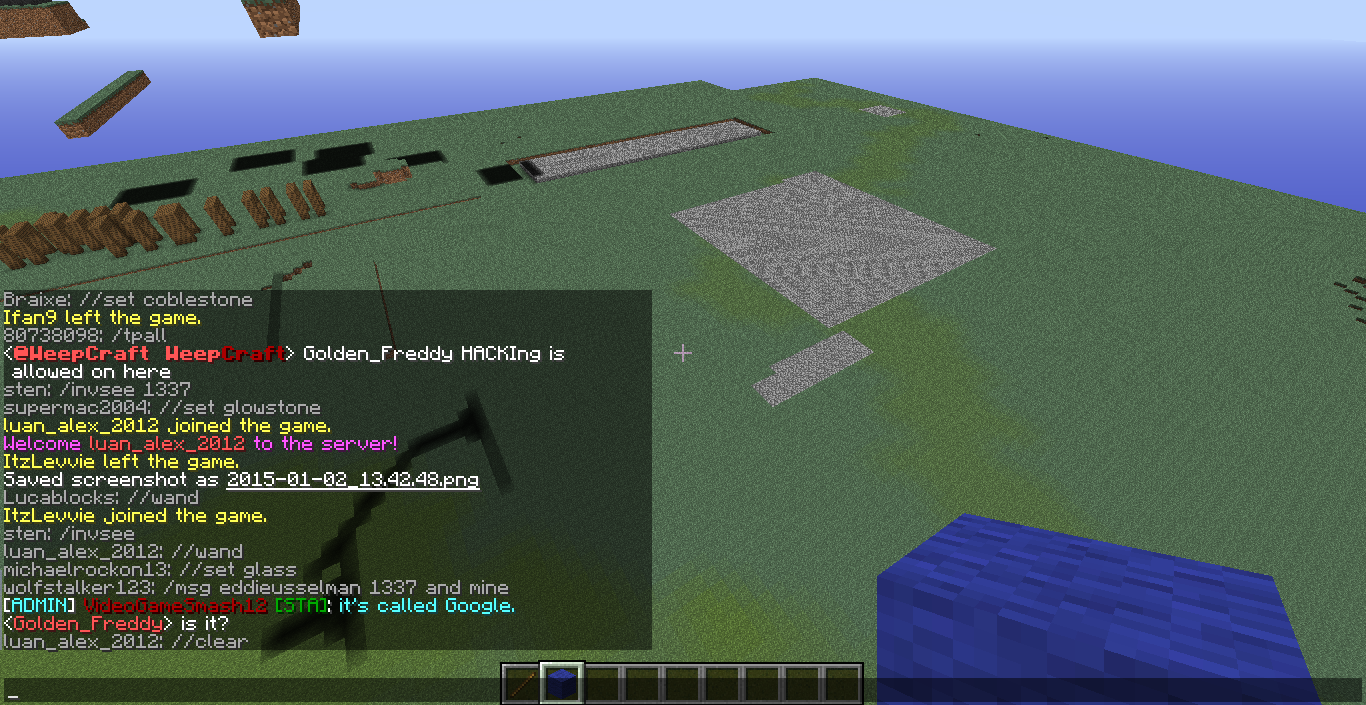 Braixe: //set coblestone
Ifan9 left the game.
80738098: /tpall
<@WeepCraft WeepCraft> Golden_Freddy HACKIng is
allowed on here
sten: /invsee 1337
supermac2004: //set glowstone
luan_alex_2012 joined the game.
Welcome luan_alex_2012 to the server!
ItzLevvie left the game.
Saved screenshot as 2015-01-02_13.42.48.png
Lucablocks: //wand
ItzLevvie joined the game.
sten: /invsee
luan_alex_2012: //wand
michaelrockon13: //set glass
wolfstalker123: /msg eddieusselman 1337 and mine
[ADMIN] VideoGameSmash12 [STA]: it's called Google.
<Golden_Freddy> is it?
luan_alex_2012: //clear
_